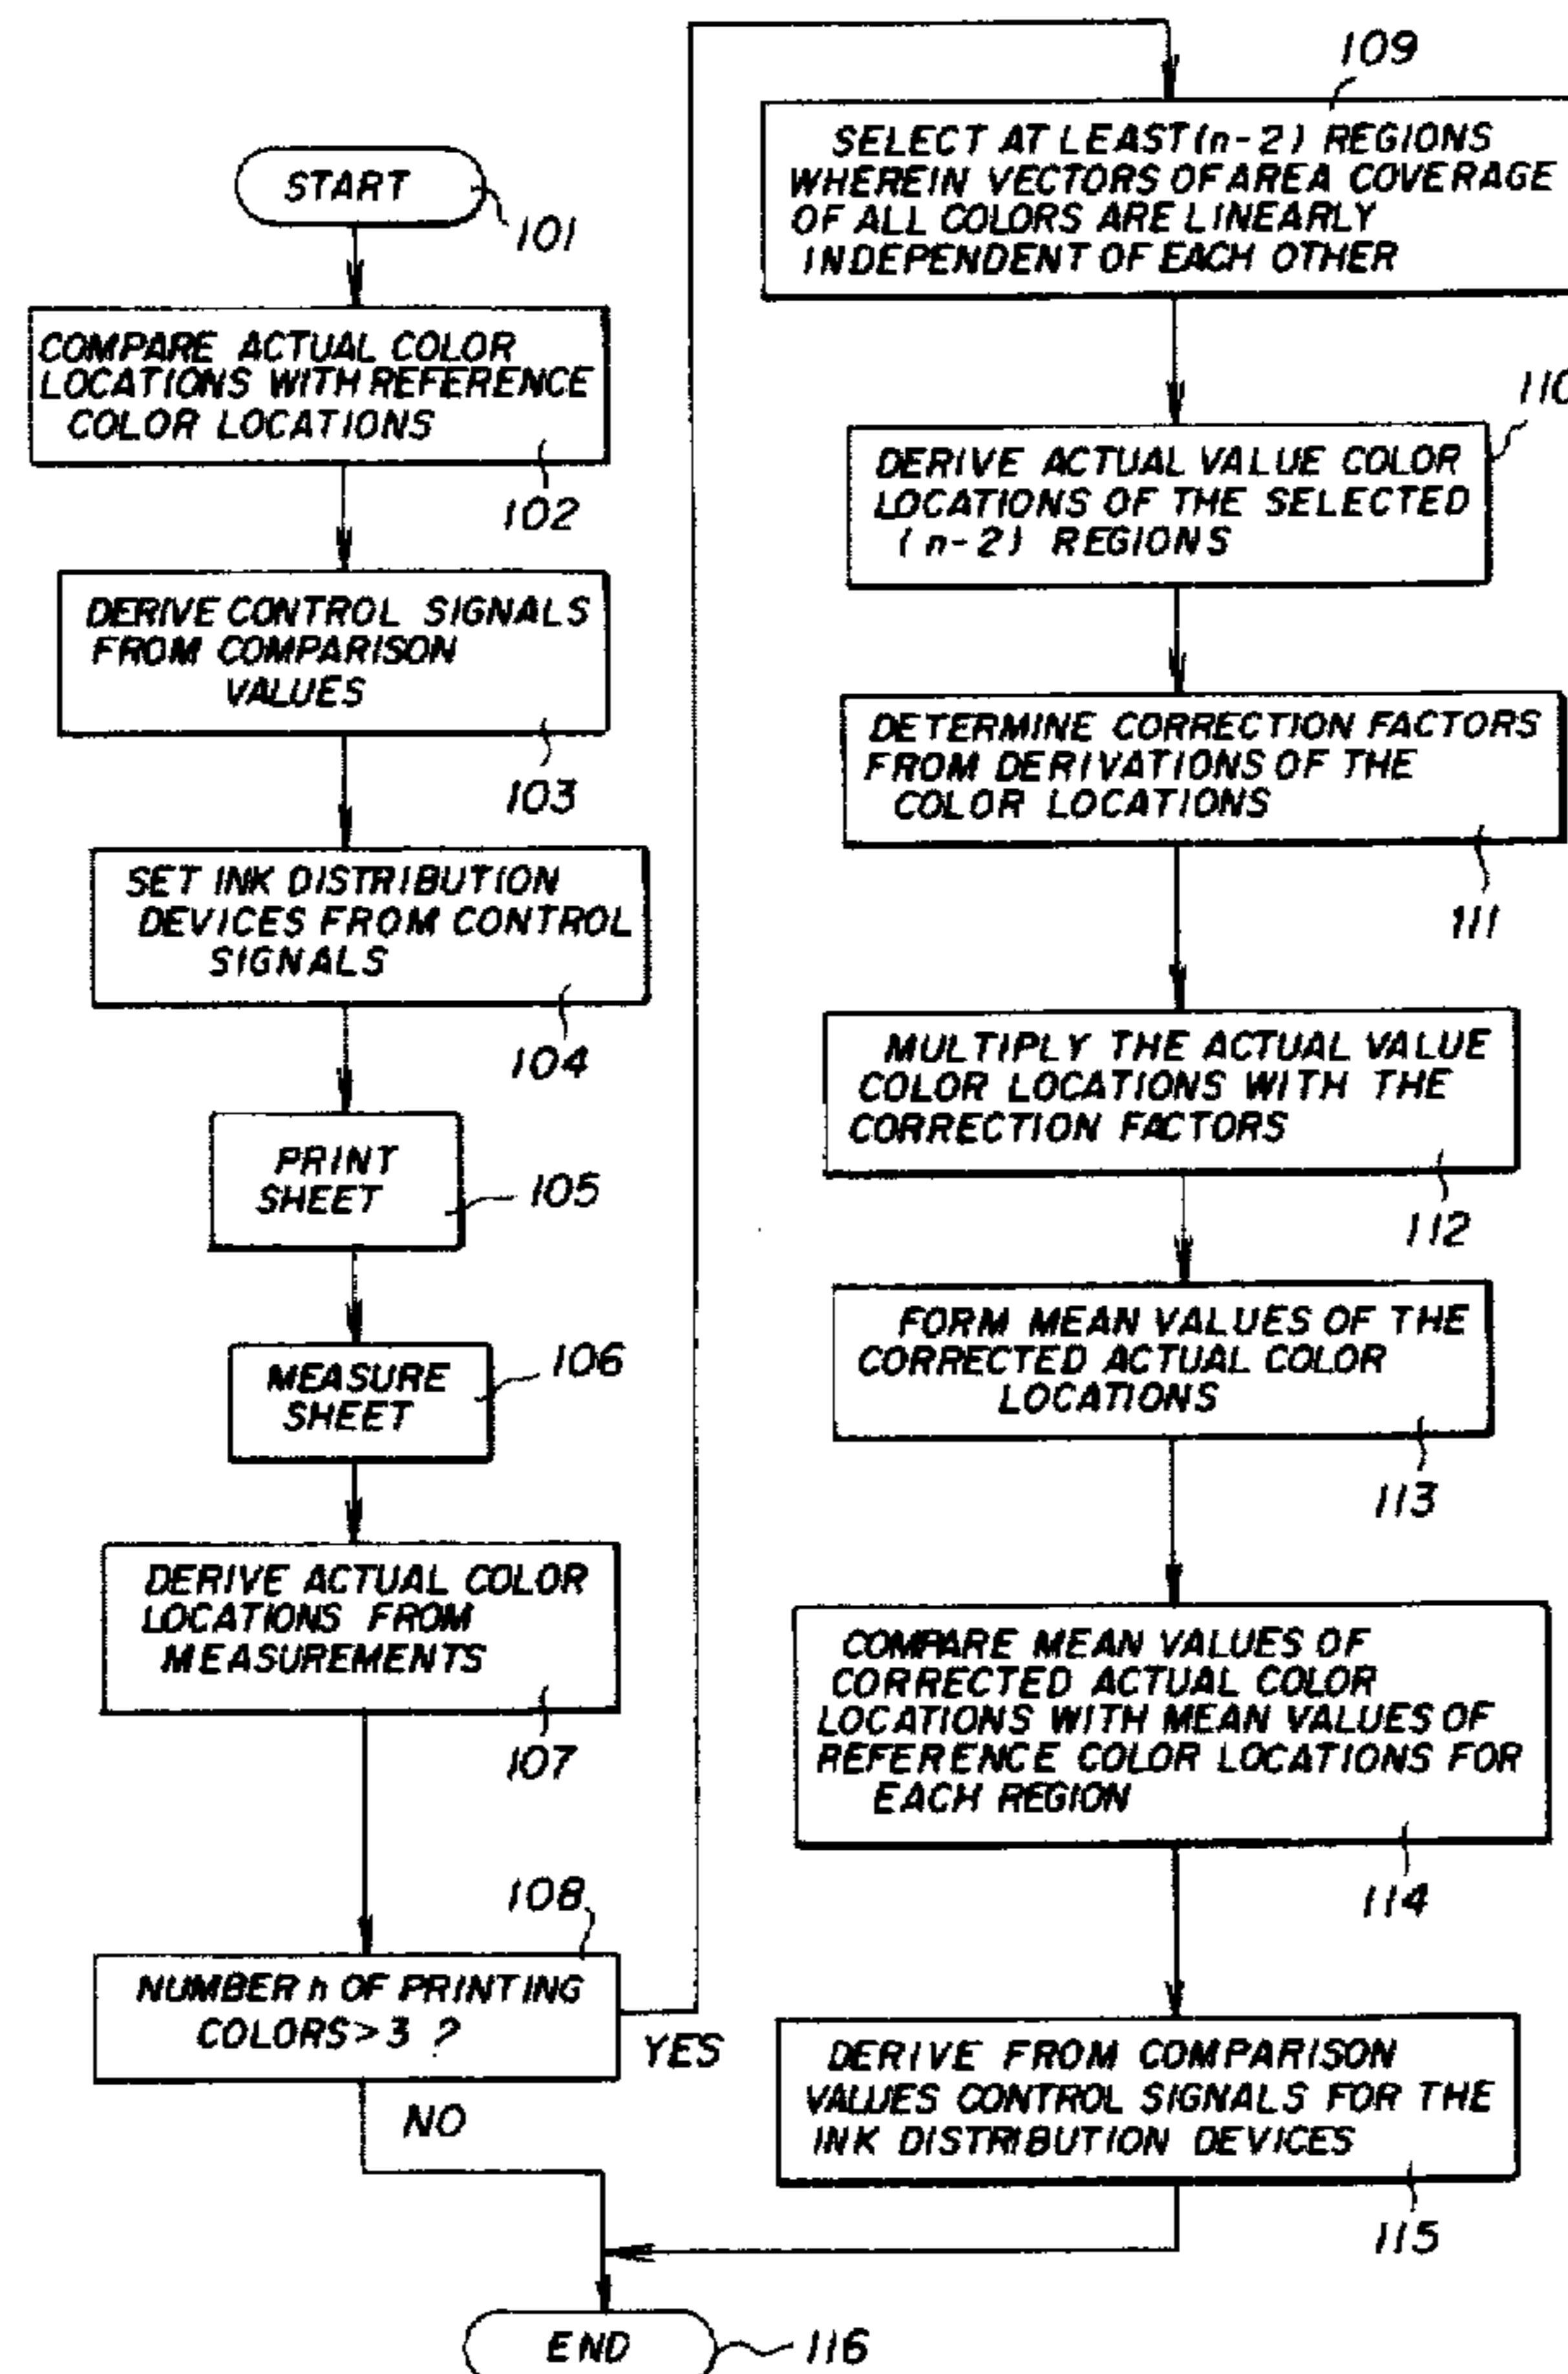 START
101
COMPARE ACTUAL COLOR
LOCATIONS WITH REFERENCE
COLOR LOCATIONS
102
DERIVE CONTROL SIGNALS
FROM COMPARISON
VALUES
103
SET INK DISTRIBUTION
DEVICES FROM CONTROL
SIGNALS
104
PRINT
SHEET
105
MEASURE
SHEET
106
DERIVE ACTUAL COLOR
LOCATIONS FROM
MEASUREMENTS
107
108
NUMBER n OF PRINTING
COLORS > 3 ?
YES
NO
109
SELECT AT LEAST (n-2) REGIONS
WHEREIN VECTORS OF AREA COVERAGE
OF ALL COLORS ARE LINEARLY
INDEPENDENT OF EACH OTHER
110
DERIVE ACTUAL VALUE COLOR
LOCATIONS OF THE SELECTED
(n-2) REGIONS
DETERMINE CORRECTION FACTORS
FROM DERIVATIONS OF THE
COLOR LOCATIONS
111
MULTIPLY THE ACTUAL VALUE
COLOR LOCATIONS WITH THE
CORRECTION FACTORS
112
FORM MEAN VALUES OF THE
CORRECTED ACTUAL COLOR
LOCATIONS
113
COMPARE MEAN VALUES OF
CORRECTED ACTUAL COLOR
LOCATIONS WITH MEAN VALUES OF
REFERENCE COLOR LOCATIONS FOR
EACH REGION
114
DERIVE FROM COMPARISON
VALUES CONTROL SIGNALS FOR THE
INK DISTRIBUTION DEVICES
115
END
116